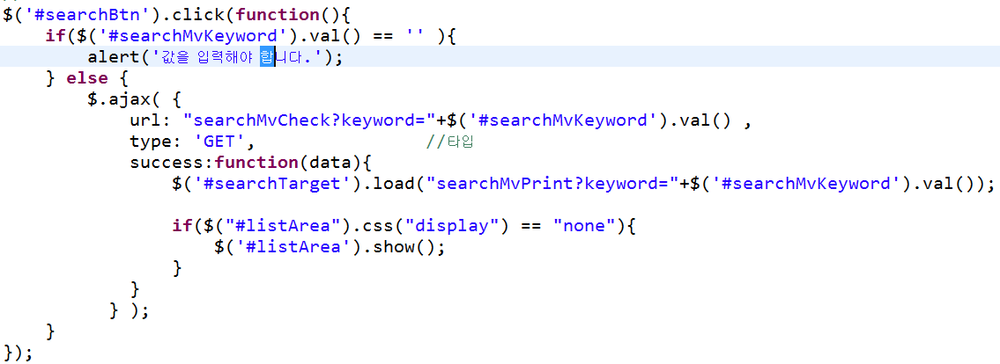 $('#searchBtn').click(function(){
    if($('#searchMvKeyword').val() == '' ){
        alert('값을 입력해야 합니다.');
    } else {
        $.ajax( {
            url: "searchMvCheck?keyword="+$('#searchMvKeyword').val() ,
            type: 'GET',                //타입
            success:function(data){
                $('#searchTarget').load("searchMvPrint?keyword="+$('#searchMvKeyword').val());
                if($("#listArea").css("display") == "none"){
                    $('#listArea').show();
                }
            }
          } );
    }
});